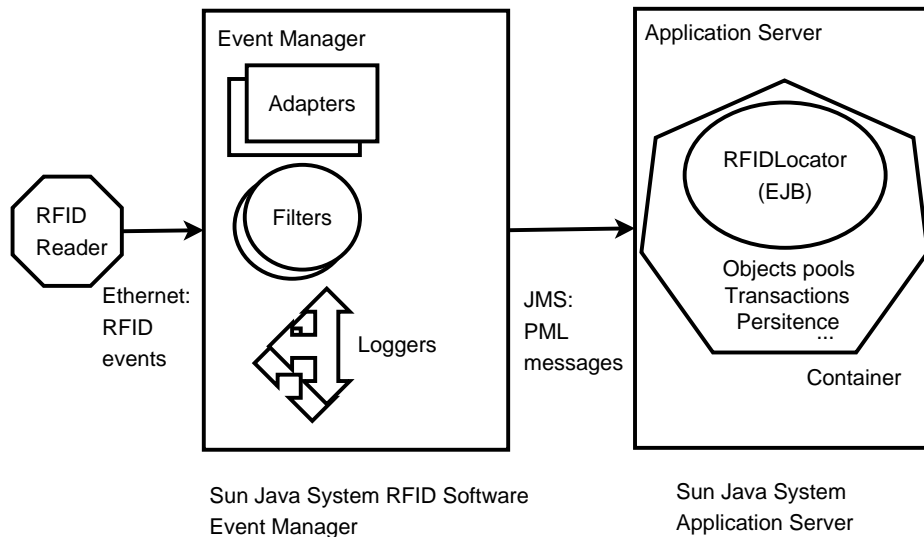 Event Manager
Adapters
Filters
Loggers
RFID
Reader
Ethernet:
RFID
events
JMS:
PML
messages
Application Server
RFIDLocator
(EJB)
Objects pools
Transactions
Persitence
...
Container
Sun Java System RFID Software
Event Manager
Sun Java System
Application Server